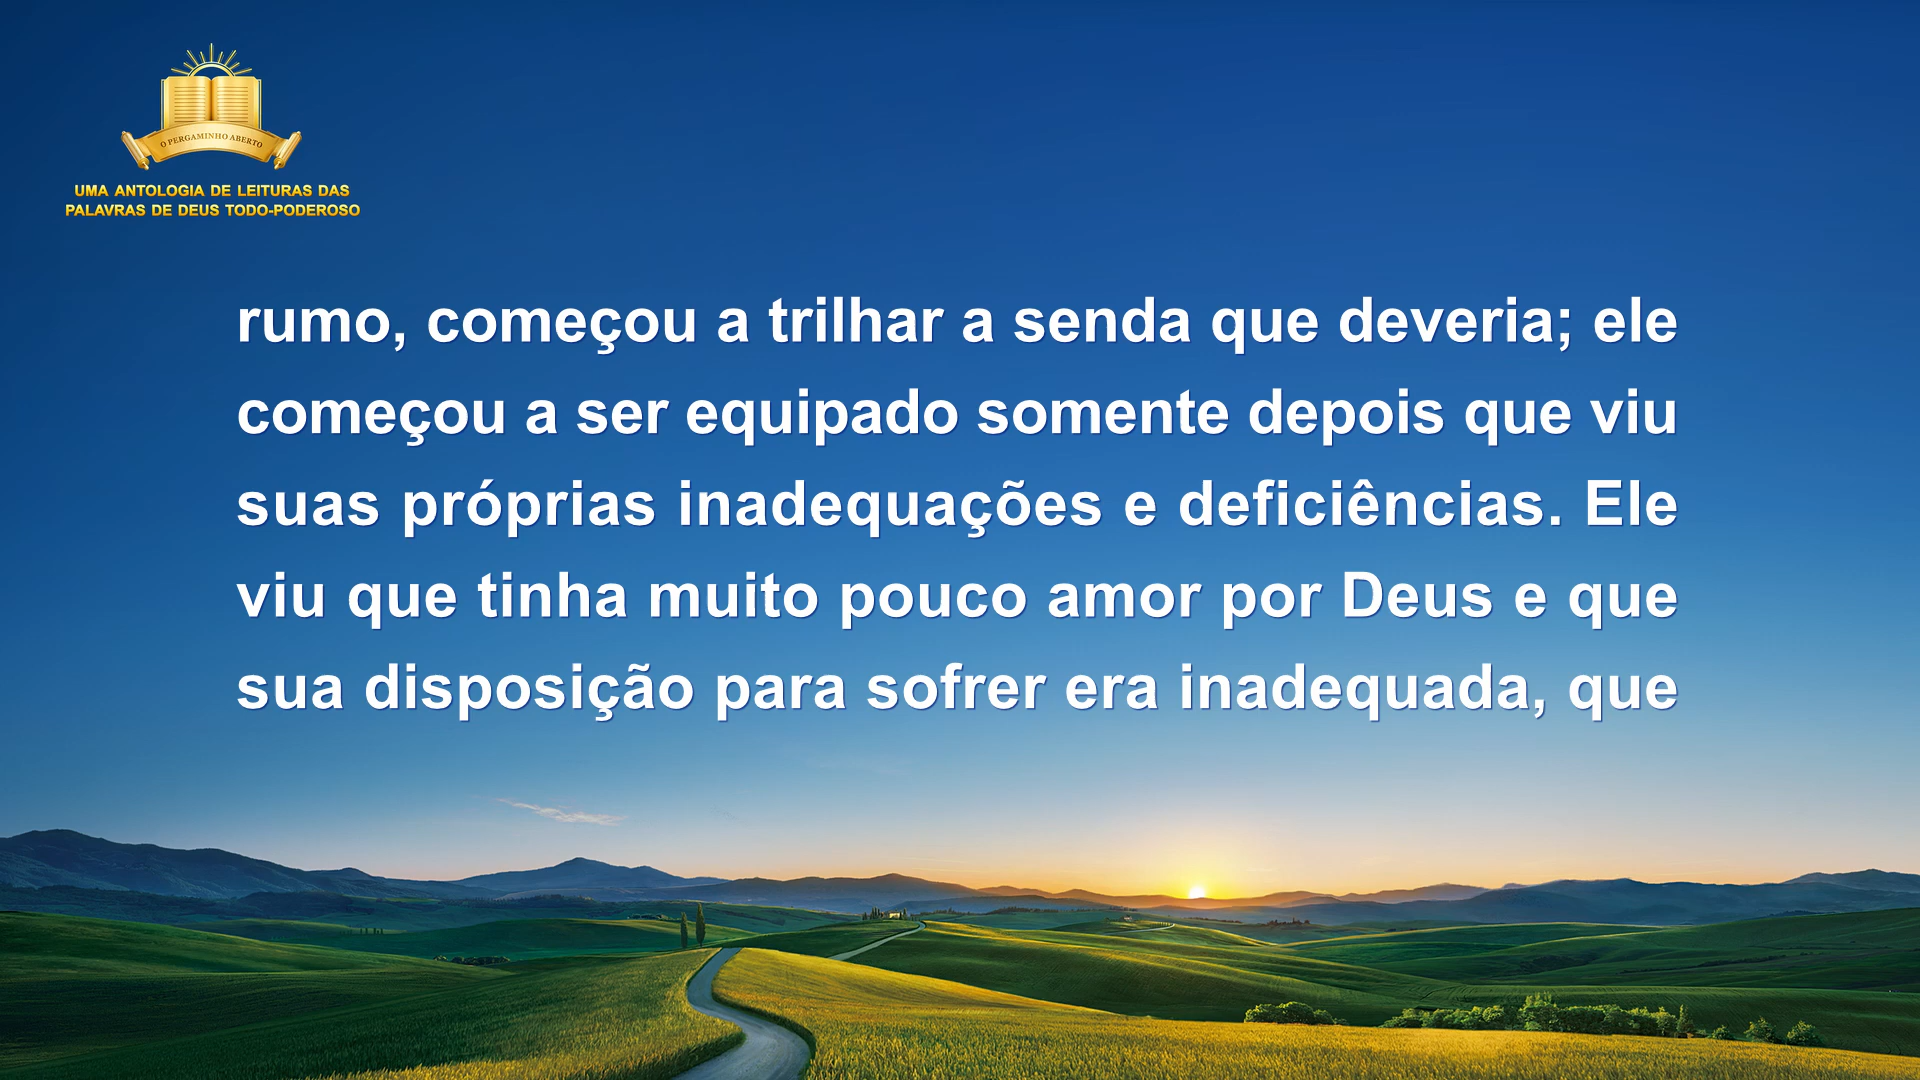 O PERGAMINHO ABERTO
UMA ANTOLOGIA DE LEITURAS DAS
PALAVRAS DE DEUS TODO-PODEROSO
rumo, começou a trilhar a senda que deveria; ele
começou a ser equipado somente depois que viu
suas próprias inadequações e deficiências. Ele
viu que tinha muito pouco amor por Deus e que
sua disposição para sofrer era inadequada, que